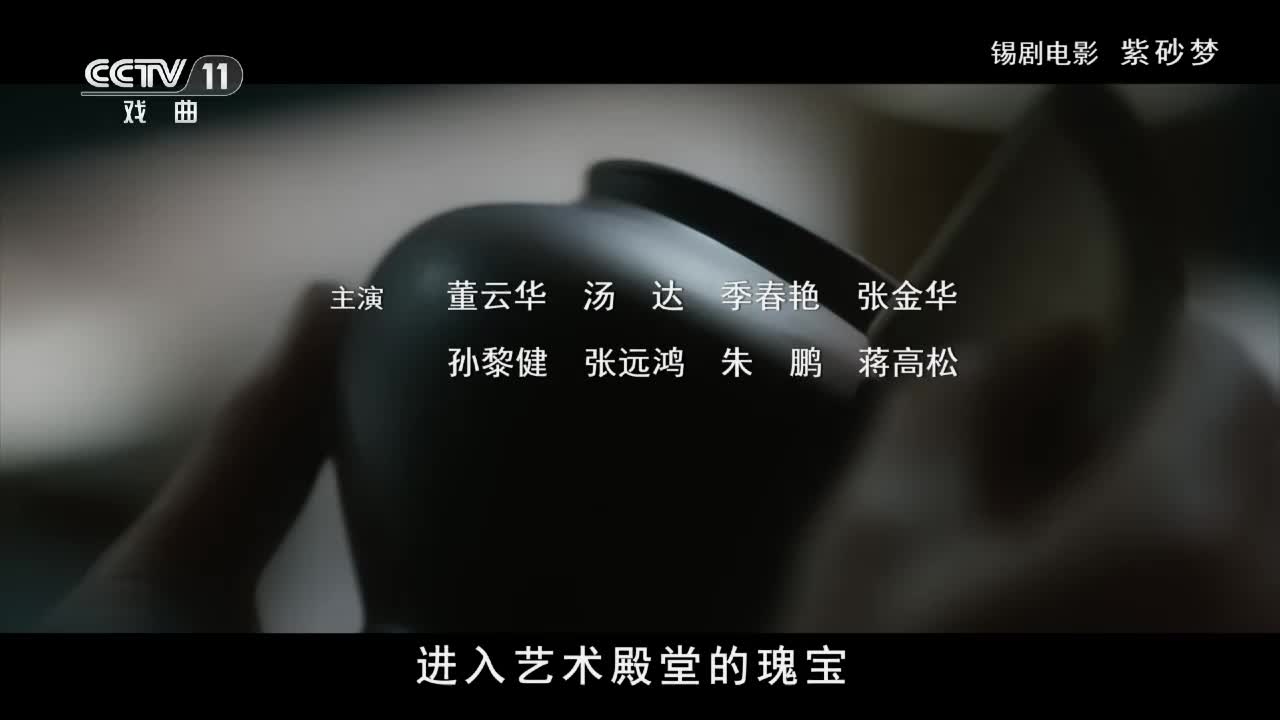 锡剧电影 紫砂梦
CCTV 11
戏 曲
主演 董云华 汤 达 季春艳 张金华
孙黎健 张远鸿 朱 鹏 蒋高松
进入艺术殿堂的瑰宝